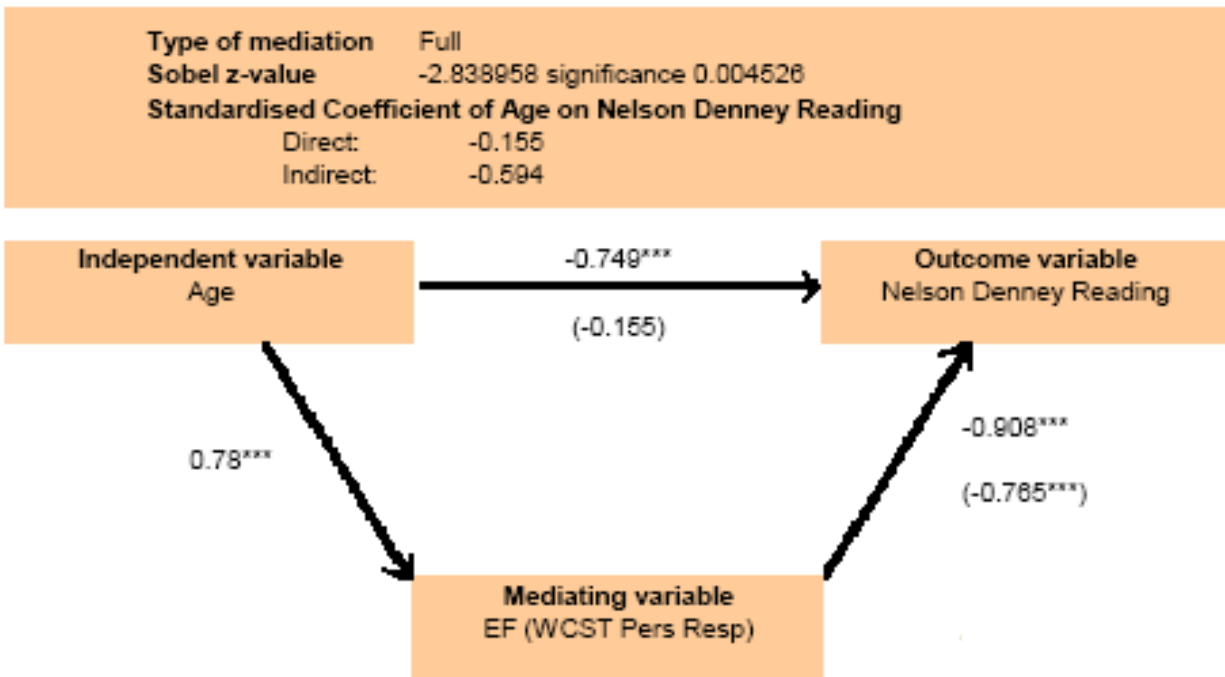 Type of mediation Full
Sobel z-value -2.838958 significance 0.004526
Standardised Coefficient of Age on Nelson Denney Reading
Direct: -0.155
Indirect: -0.594
Independent variable
Age
-0.749***
(-0.155)
Outcome variable
Nelson Denney Reading
0.78***
-0.908***
(-0.765***)
Mediating variable
EF (WCST Pers Resp)